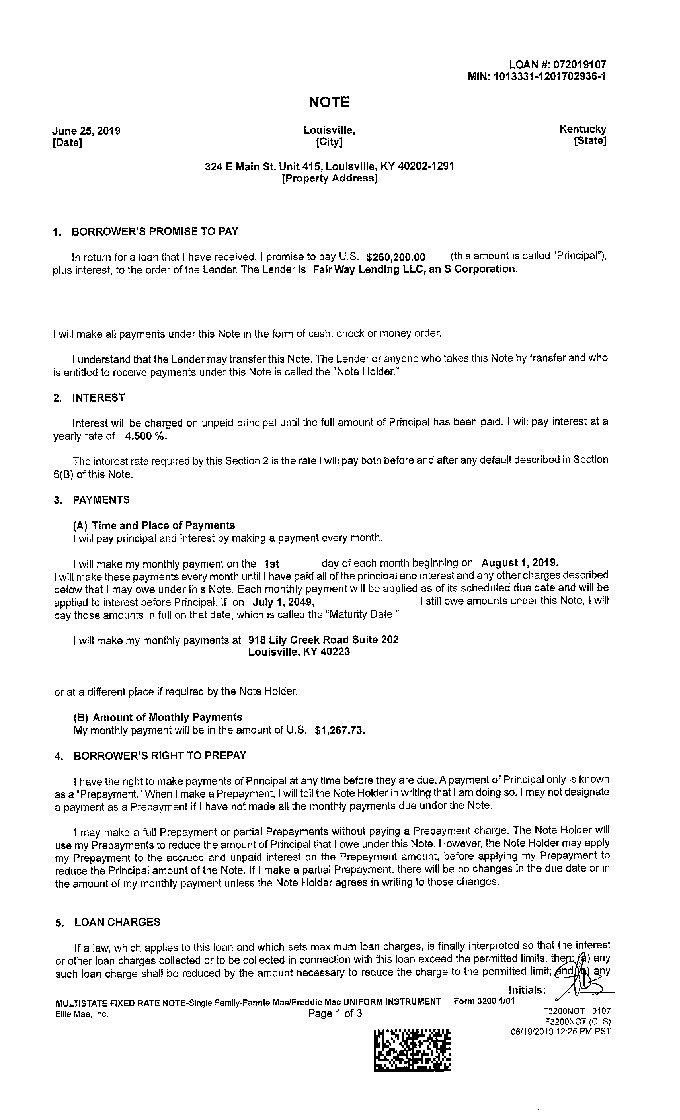 LOAN #: 072019107
MIN: 1013331-1201702936-1
NOTE
June 25, 2019 Louisville, Kentucky
[Date] [City] [State]
324 E Main St. Unit 415, Louisville, KY 40202-1291
[Property Address]
1. BORROWER'S PROMISE TO PAY
In return for a loan that I have received, I promise to pay U.S. $250,200.00 (this amount is called "Principal"),
plus interest, to the order of the Lender. The Lender is Fair Way Lending LLC, an S Corporation.
I will make all payments under this Note in the form of cash, check or money order.
I understand that the Lender may transfer this Note. The Lender or anyone who takes this Note by transfer and who
is entitled to receive payments under this Note is called the "Note Holder."
2. INTEREST
Interest will be charged on unpaid principal until the full amount of Principal has been paid. I will pay interest at a
yearly rate of 4.500 %.
The interest rate required by this Section 2 is the rate I will pay both before and after any default described in Section
6(B) of this Note.
3. PAYMENTS
(A) Time and Place of Payments
I will pay principal and interest by making a payment every month.
I will make my monthly payment on the 1st day of each month beginning on August 1, 2019.
I will make these payments every month until I have paid all of the principal and interest and any other charges described
below that I may owe under this Note. Each monthly payment will be applied as of its scheduled due date and will be
applied to interest before Principal. If, on July 1, 2049, I still owe amounts under this Note, I will
pay those amounts in full on that date, which is called the "Maturity Date."
I will make my monthly payments at 918 Lily Creek Road Suite 202
Louisville, KY 40223
or at a different place if required by the Note Holder.
(B) Amount of Monthly Payments
My monthly payment will be in the amount of U.S. $1,267.73.
4. BORROWER'S RIGHT TO PREPAY
I have the right to make payments of Principal at any time before they are due. A payment of Principal only is known
as a "Prepayment." When I make a Prepayment, I will tell the Note Holder in writing that I am doing so. I may not designate
a payment as a Prepayment if I have not made all the monthly payments due under the Note.
I may make a full Prepayment or partial Prepayments without paying a Prepayment charge. The Note Holder will
use my Prepayments to reduce the amount of Principal that I owe under this Note. However, the Note Holder may apply
my Prepayment to the accrued and unpaid interest on the Prepayment amount, before applying my Prepayment to
reduce the Principal amount of the Note. If I make a partial Prepayment, there will be no changes in the due date or in
the amount of my monthly payment unless the Note Holder agrees in writing to those changes.
5. LOAN CHARGES
If a law, which applies to this loan and which sets maximum loan charges, is finally interpreted so that the interest
or other loan charges collected or to be collected in connection with this loan exceed the permitted limits, then: (a) any
such loan charge shall be reduced by the amount necessary to reduce the charge to the permitted limit; and (b) any
Initials:
MULTISTATE FIXED RATE NOTE-Single Family-Fannie Mae/Freddie Mac UNIFORM INSTRUMENT Form 3200 1/01
Ellie Mae, Inc. Page 1 of 3 F3200NOT 0107
F3200NOT (CLS)
06/19/2019 12:26 PM PST